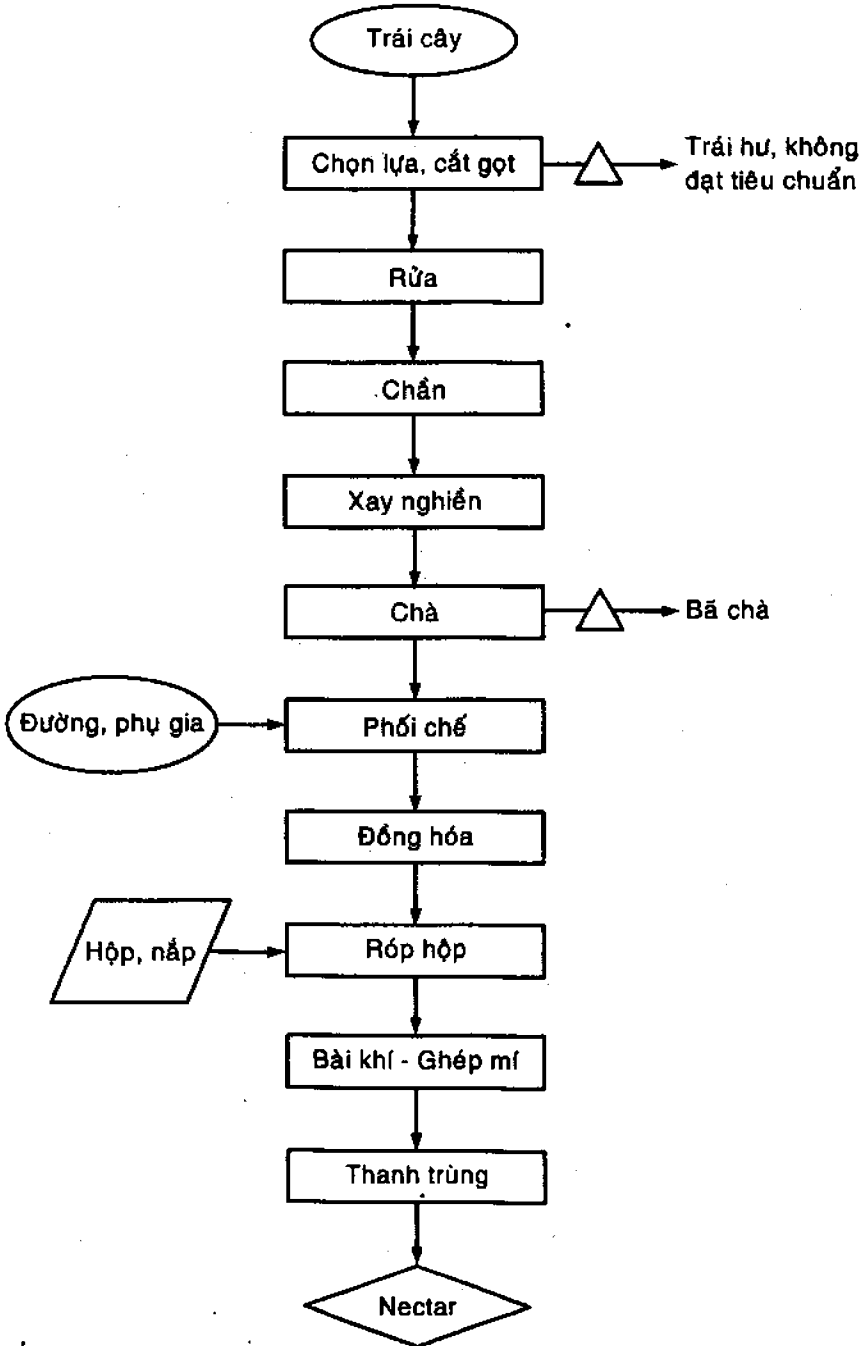 Trái cây
Chọn lựa, cắt gọt
Trái hư, không
đạt tiêu chuẩn
Rửa
Chần
Xay nghiền
Chà
Bã chà
Đường, phụ gia
Phối chế
Đồng hóa
Hộp, nắp
Róp hộp
Bài khí - Ghép mí
Thanh trùng
Nectar